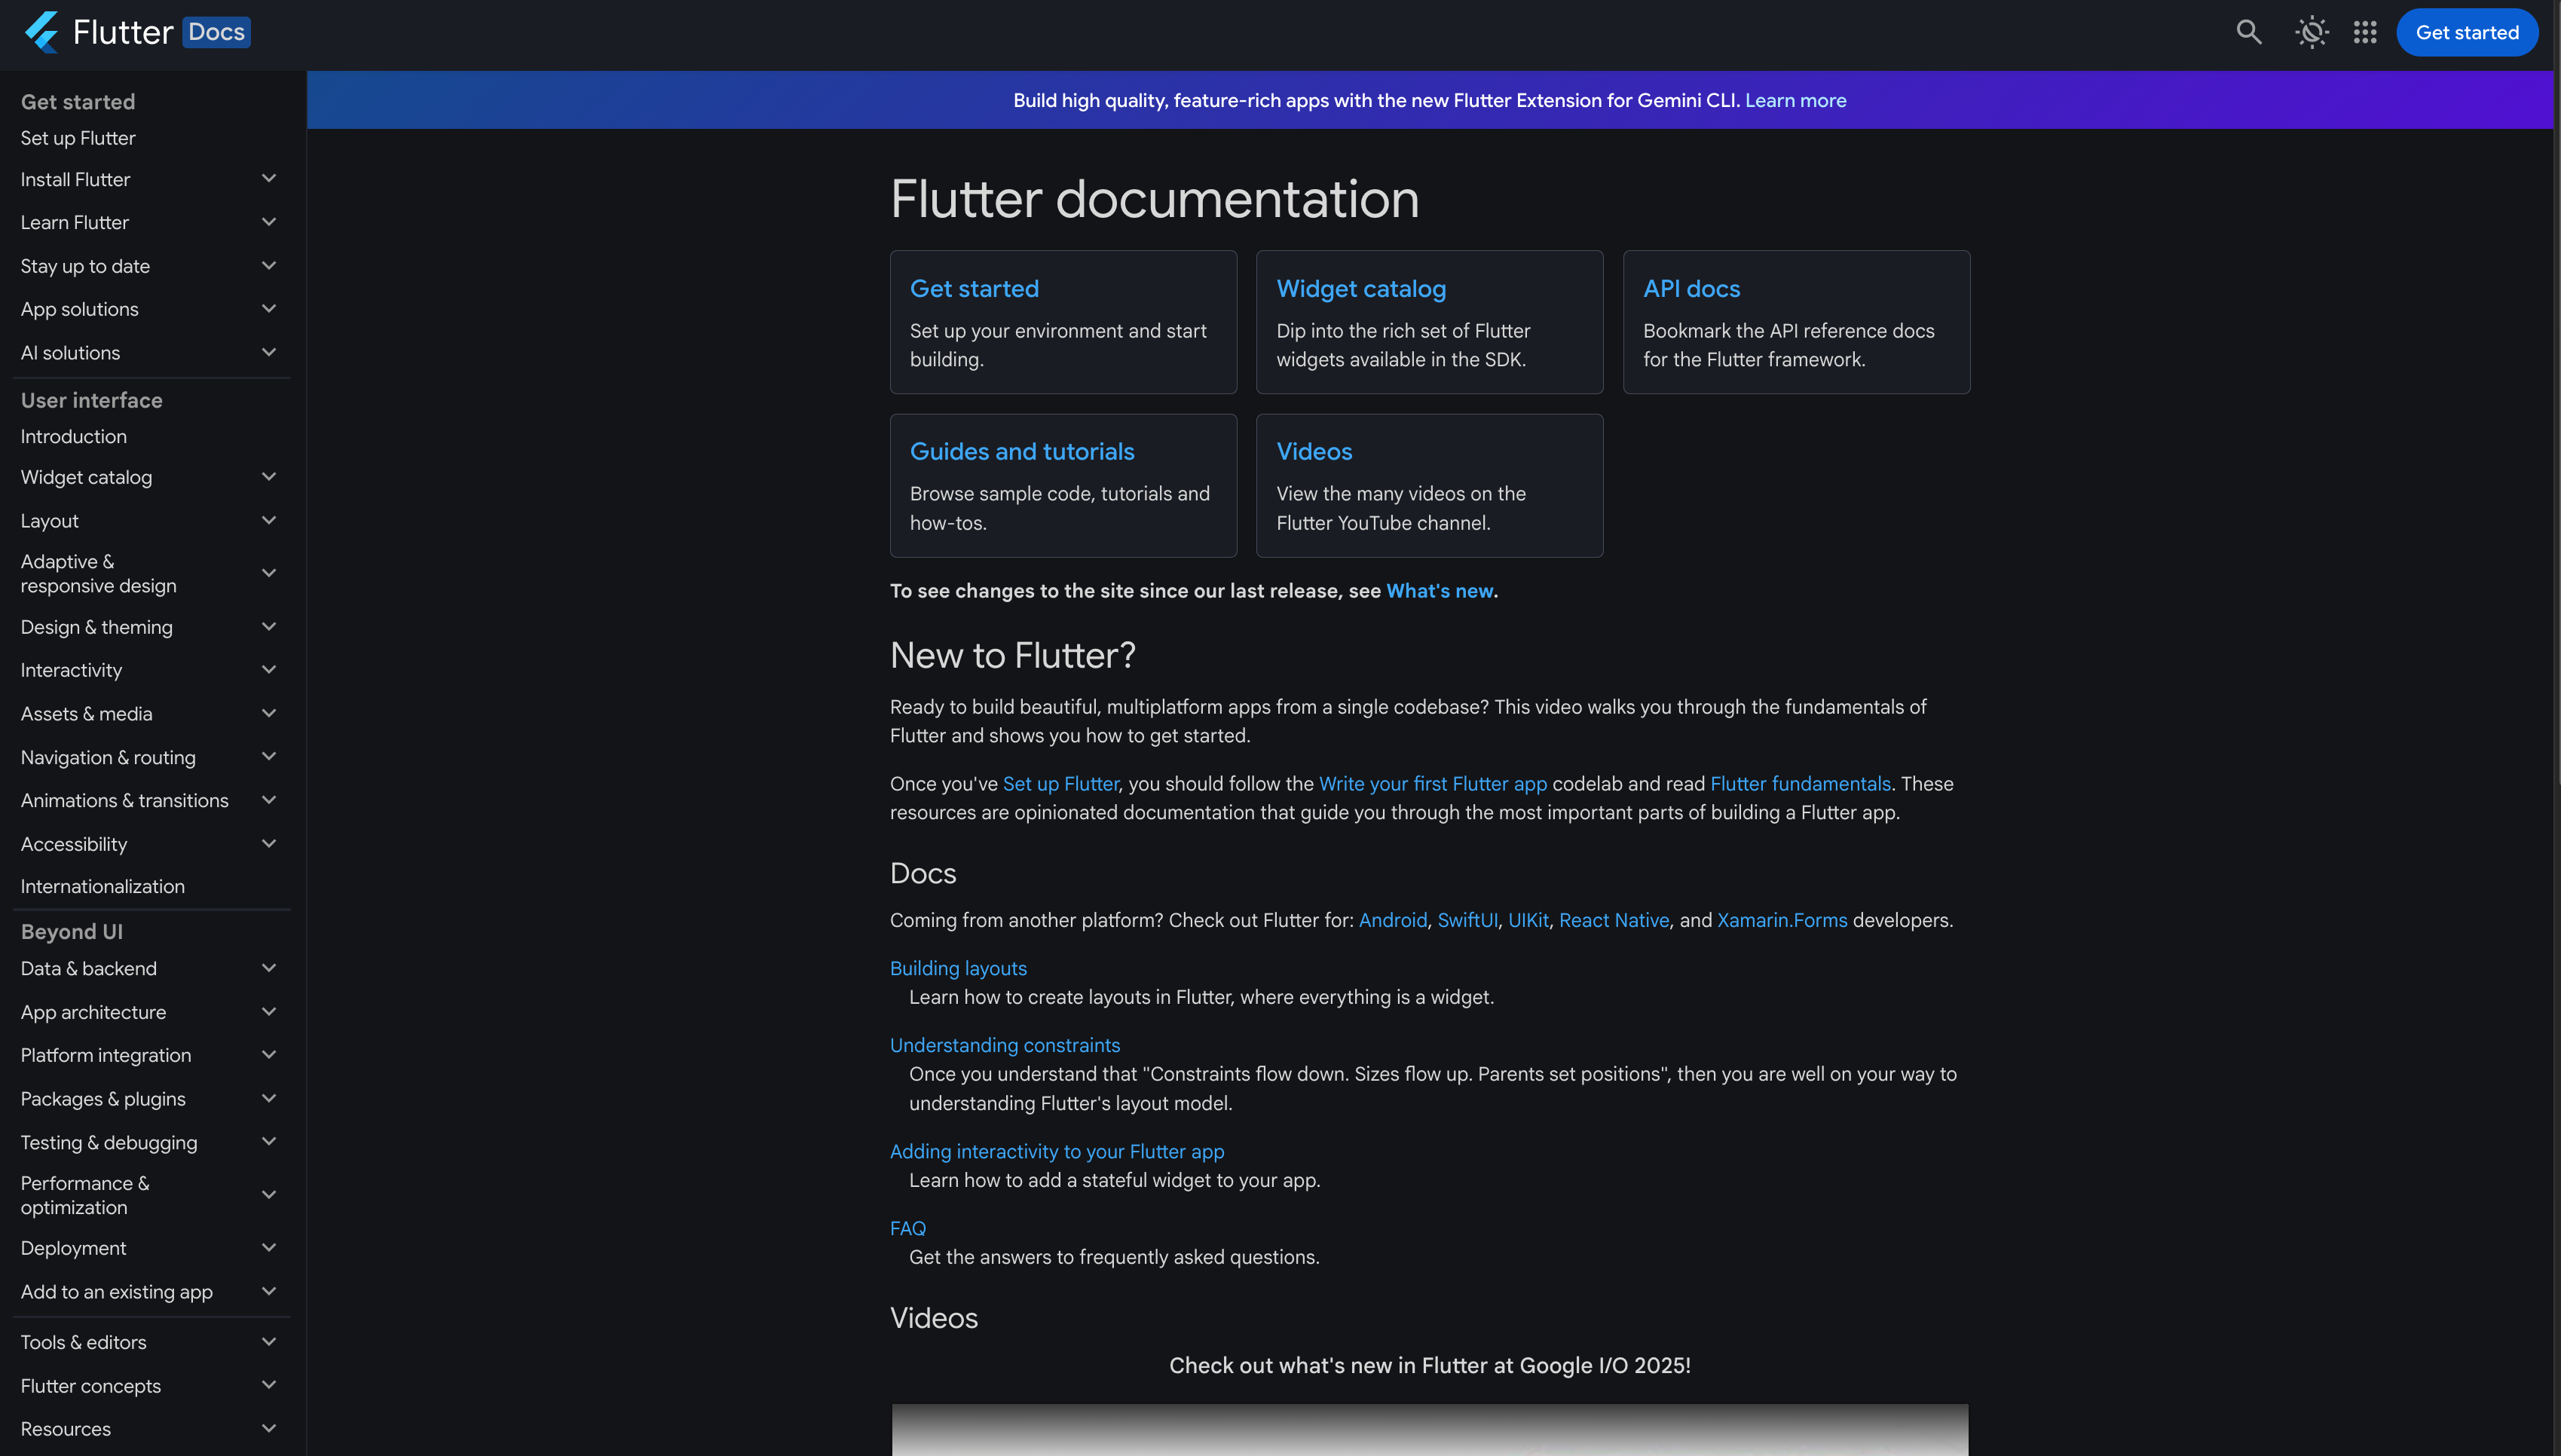 Flutter Docs
Get started
Build high quality, feature-rich apps with the new Flutter Extension for Gemini CLI. Learn more
Get started
Set up Flutter
Install Flutter
Learn Flutter
Stay up to date
App solutions
AI solutions
User interface
Introduction
Widget catalog
Layout
Adaptive &
responsive design
Design & theming
Interactivity
Assets & media
Navigation & routing
Animations & transitions
Accessibility
Internationalization
Beyond UI
Data & backend
App architecture
Platform integration
Packages & plugins
Testing & debugging
Performance &
optimization
Deployment
Add to an existing app
Tools & editors
Flutter concepts
Resources
Flutter documentation
Get started
Set up your environment and start
building.
Widget catalog
Dip into the rich set of Flutter
widgets available in the SDK.
API docs
Bookmark the API reference docs
for the Flutter framework.
Guides and tutorials
Browse sample code, tutorials and
how-tos.
Videos
View the many videos on the
Flutter YouTube channel.
To see changes to the site since our last release, see What's new.
New to Flutter?
Ready to build beautiful, multiplatform apps from a single codebase? This video walks you through the fundamentals of
Flutter and shows you how to get started.
Once you've Set up Flutter, you should follow the Write your first Flutter app codelab and read Flutter fundamentals. These
resources are opinionated documentation that guide you through the most important parts of building a Flutter app.
Docs
Coming from another platform? Check out Flutter for: Android, SwiftUI, UIKit, React Native, and Xamarin.Forms developers.
Building layouts
Learn how to create layouts in Flutter, where everything is a widget.
Understanding constraints
Once you understand that "Constraints flow down. Sizes flow up. Parents set positions", then you are well on your way to
understanding Flutter's layout model.
Adding interactivity to your Flutter app
Learn how to add a stateful widget to your app.
FAQ
Get the answers to frequently asked questions.
Videos
Check out what's new in Flutter at Google I/O 2025!